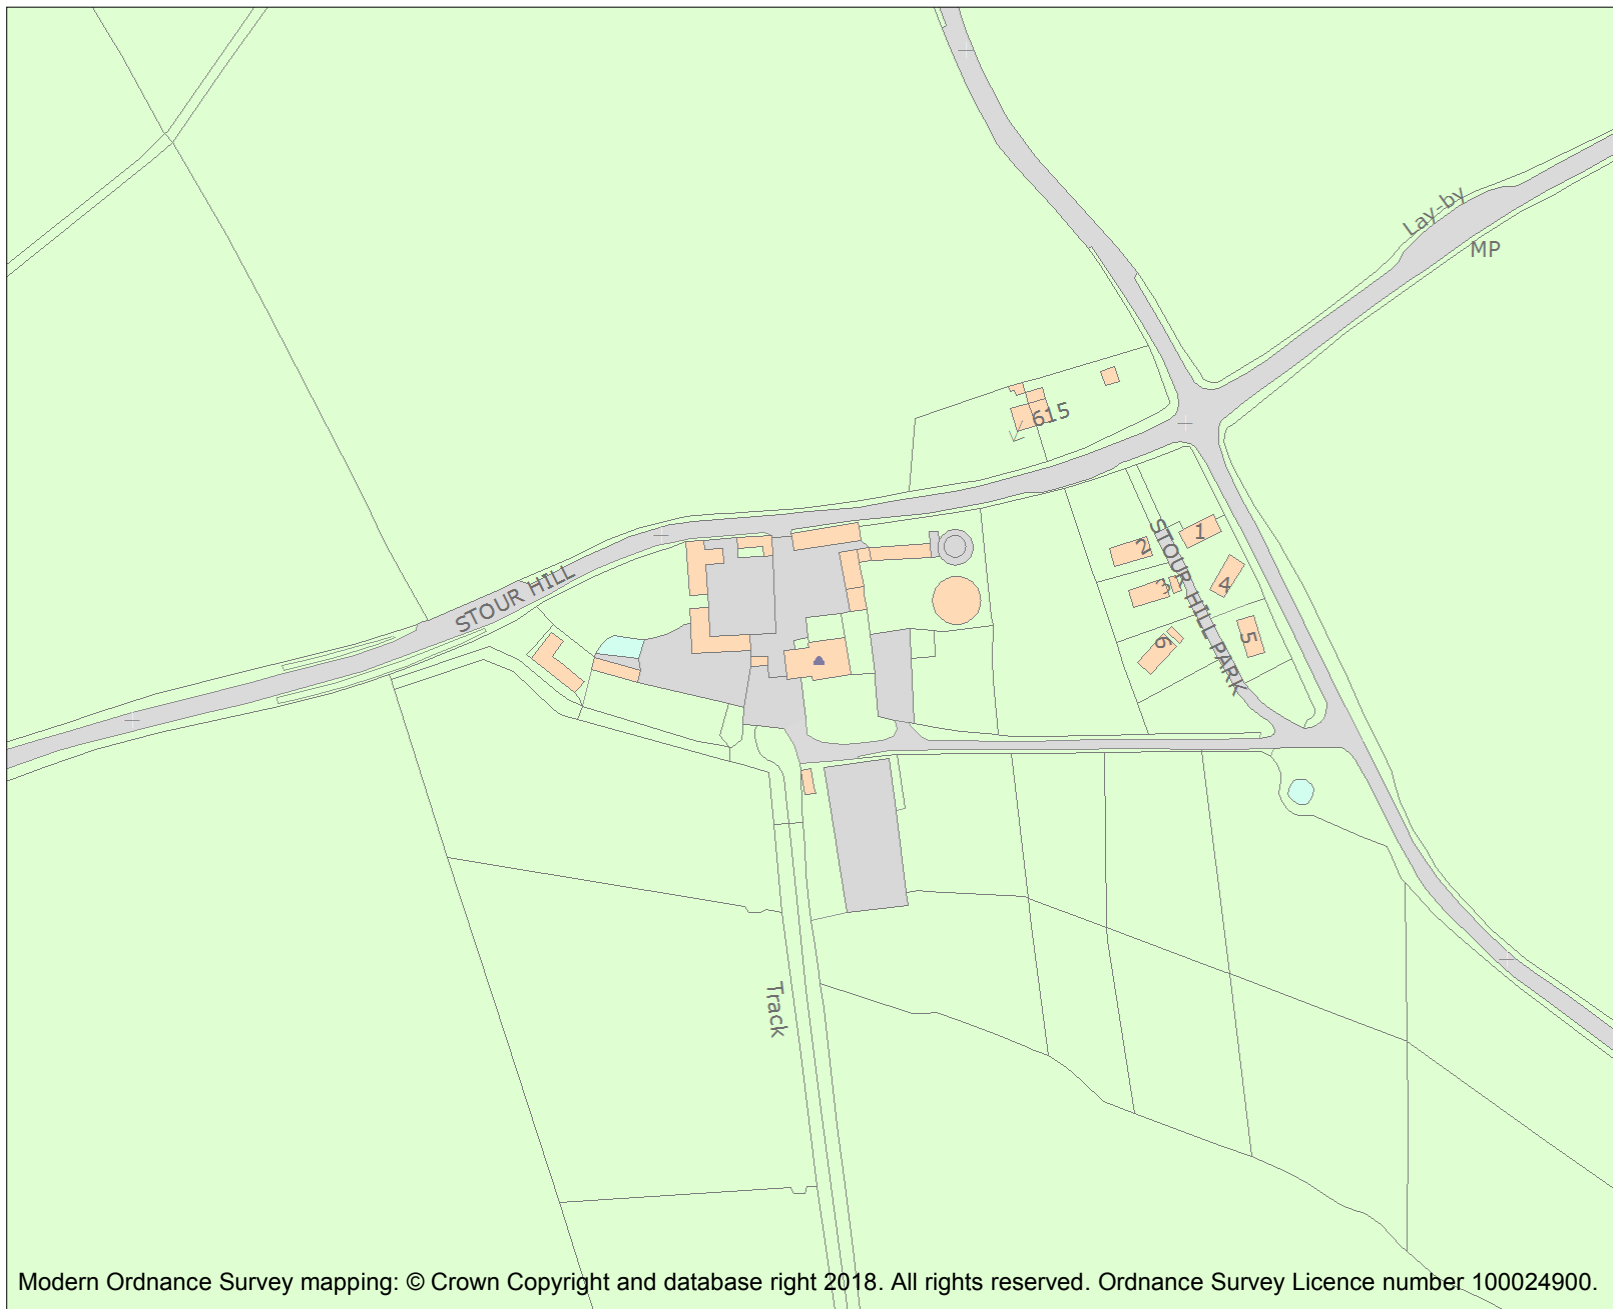 Lay-by
MP
615
STOUR HILL
STOUR HILL PARK
1
2
3
4
5
6
Track
Modern Ordnance Survey mapping: © Crown Copyright and database right 2018. All rights reserved. Ordnance Survey Licence number 100024900.